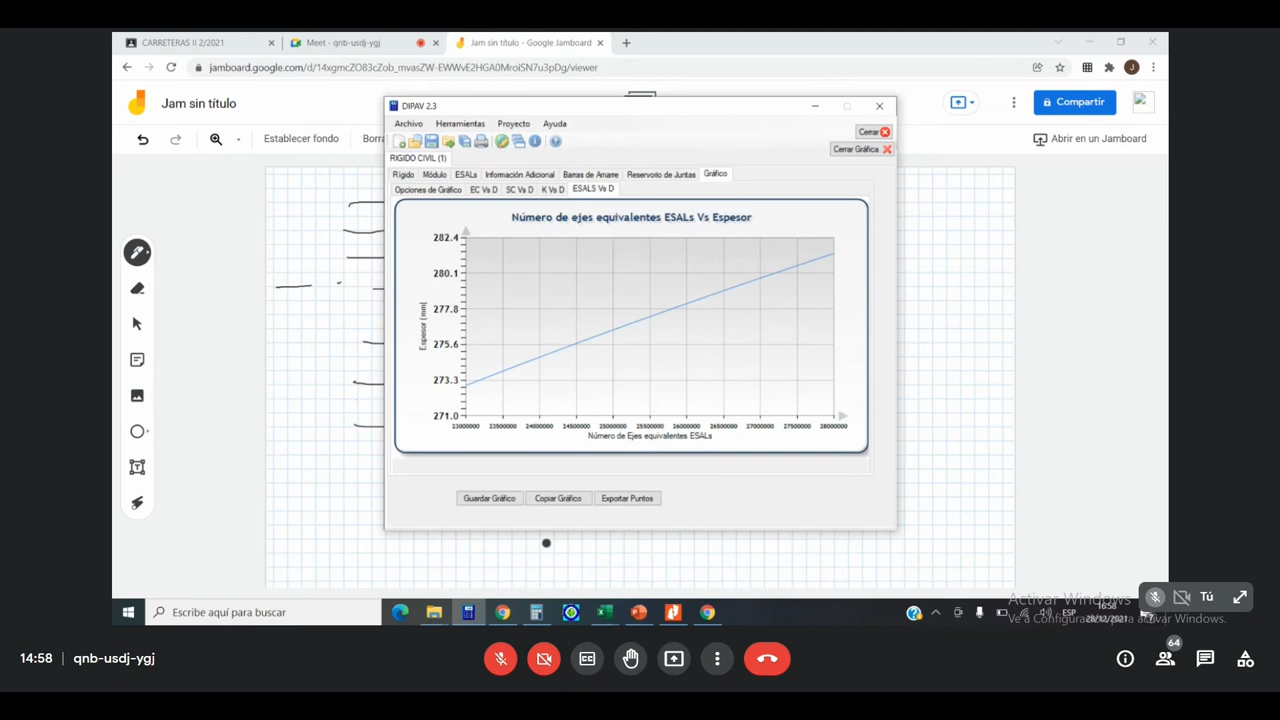 CARRETERAS II 2/2021
Meet - qnb-usdj-ygj
Jam sin título - Google Jamboard
jamboard.google.com/d/14xgmcZO83cZob_mvasZW-EWWvE2HGA0MroiSN7u3pDg/viewer
J
Jam sin título
Compartir
Establecer fondo
Borra
Abrir en un Jamboard
DIPAV 2.3
Archivo Herramientas Proyecto Ayuda
Cerrar
Cerrar Gráfica
RIGIDO CIVIL (1)
Rígido Módulo ESALs Información Adicional Barras de Amarre Reservorio de Juntas Gráfico
Opciones de Gráfico EC Vs D SC Vs D K Vs D ESALS Vs D
Número de ejes equivalentes ESALs Vs Espesor
282.4
280.1
277.8
275.6
273.3
271.0
Espesor [mm]
23000000 23500000 24000000 24500000 25000000 25500000 26000000 26500000 27000000 27500000 28000000
Número de Ejes equivalentes ESALs
Guardar Gráfico Copiar Gráfico Exportar Puntos
Activar Windows
Ve a Configuración para activar Windows.
Tú
Escribe aquí para buscar
ESP
16:58
28/12/2021
14:58 qnb-usdj-ygj
64